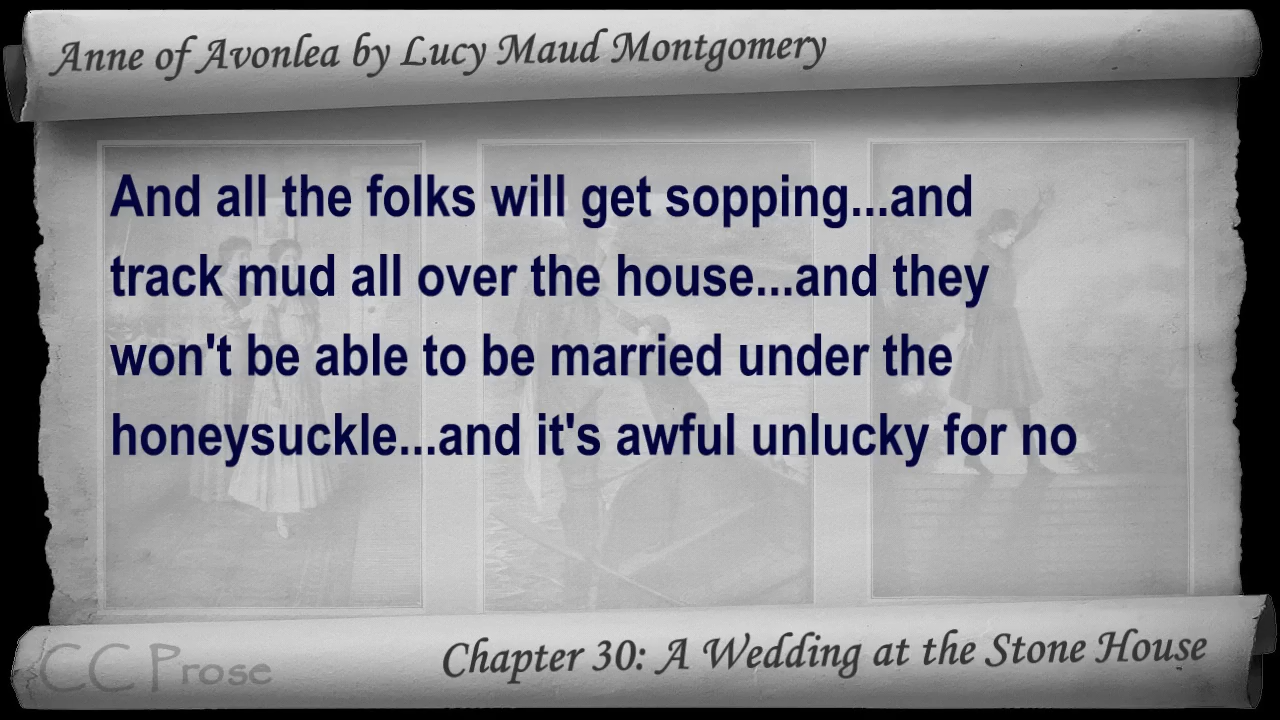 Anne of Avonlea by Lucy Maud Montgomery
And all the folks will get sopping...and
track mud all over the house...and they
won't be able to be married under the
honeysuckle...and it's awful unlucky for no
CC Prose
Chapter 30: A Wedding at the Stone House